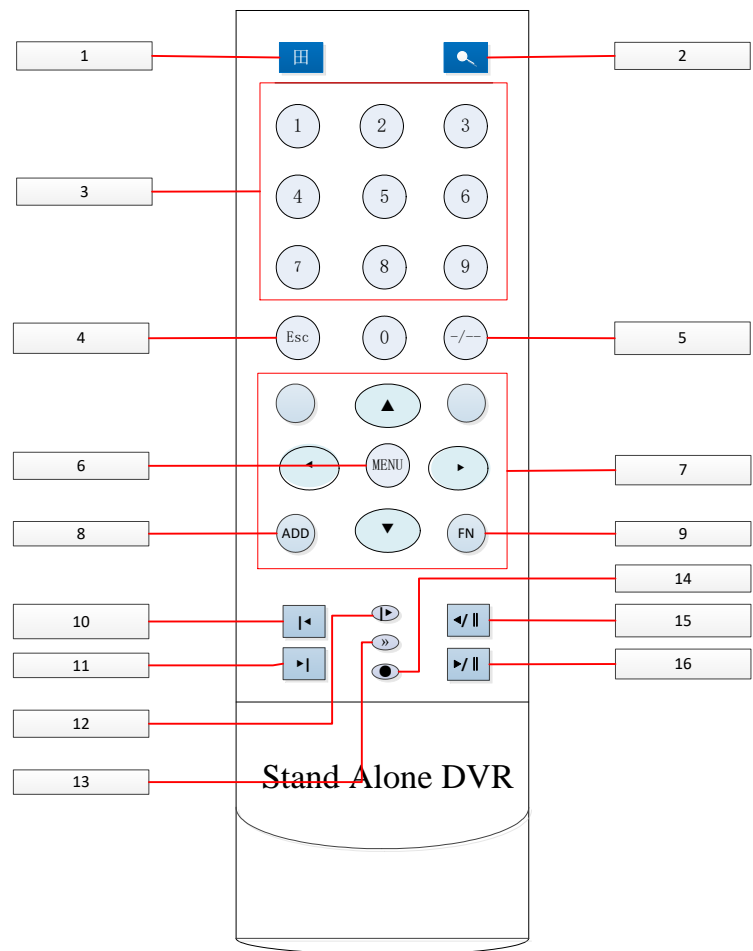 1 田 2
1 2 3
3 4 5 6
7 8 9
4 Esc 0 -/-- 5
▲
6 ◄ MENU ► 7
8 ADD ▼ FN 9
14
10 |◄ |► ◄/ || 15
»
11 ►| ● ►/ || 16
12
13 Stand Alone DVR